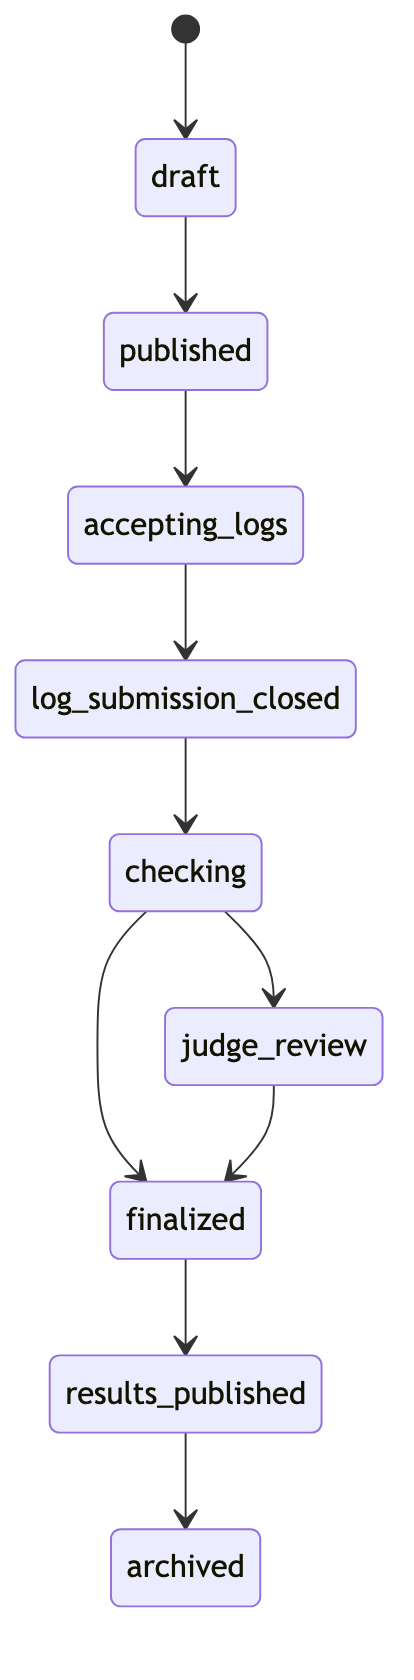 draft
published
accepting_logs
log_submission_closed
checking
judge_review
finalized
results_published
archived